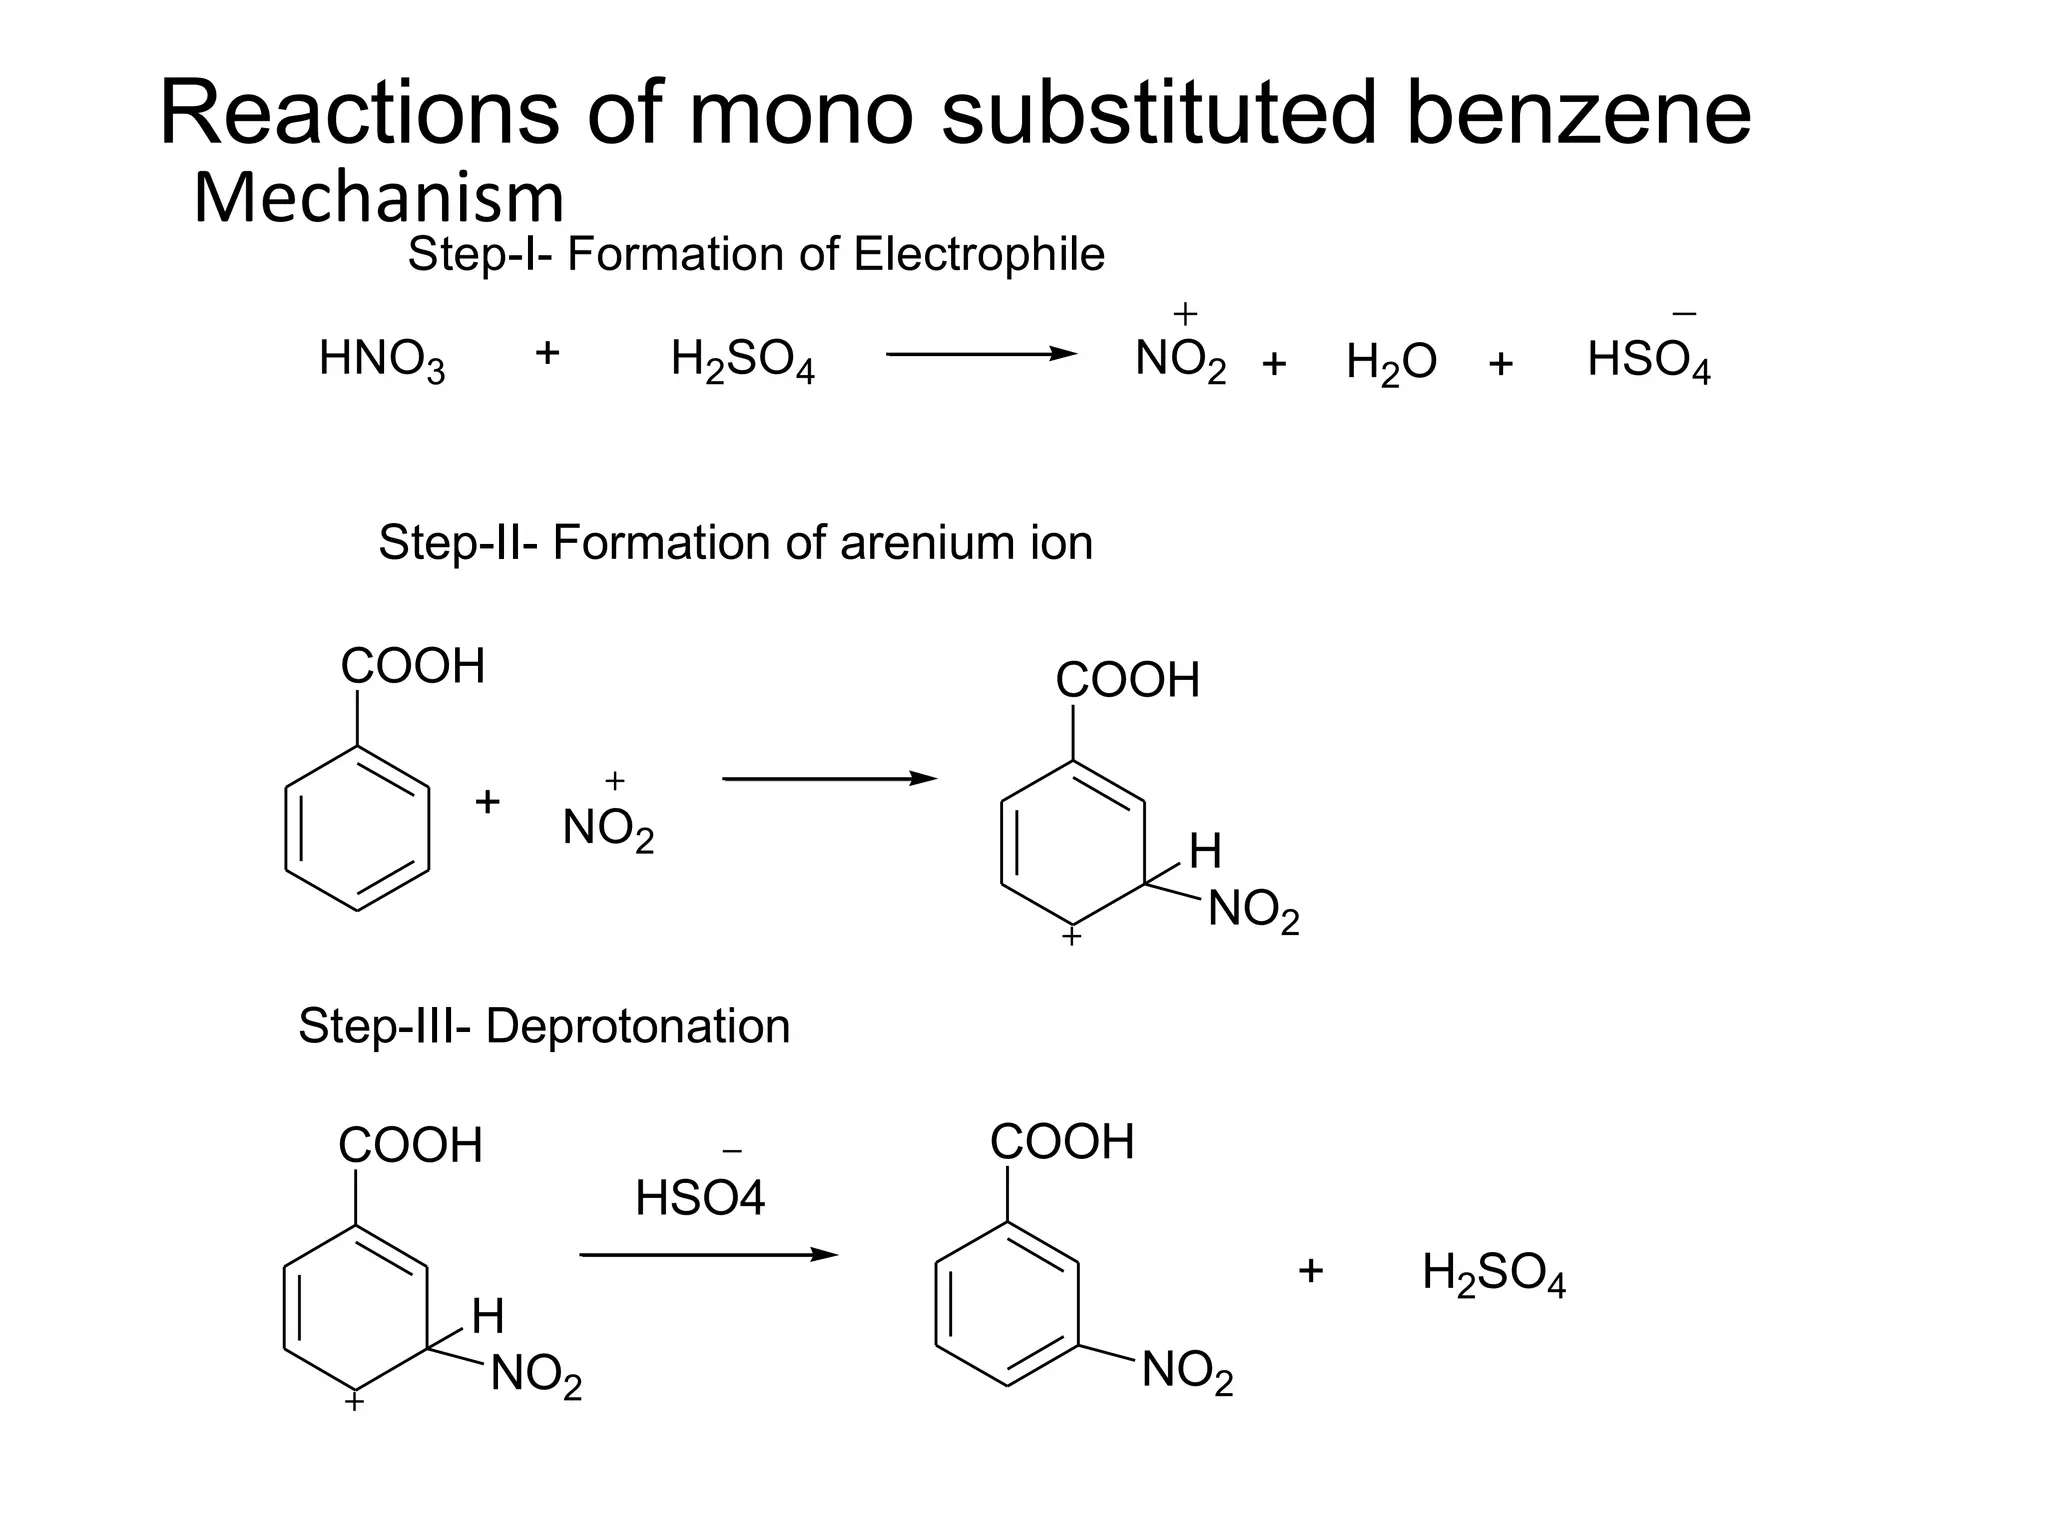 Reactions of mono substituted benzene
Mechanism
Step-I- Formation of Electrophile
HNO₃ + H₂SO₄ → NO₂⁺ + H₂O + HSO₄⁻
Step-II- Formation of arenium ion
COOH
COOH
+ NO₂⁺ →
H
NO₂
+
Step-III- Deprotonation
COOH
COOH
HSO4⁻
→
+ H₂SO₄
H
NO₂
NO₂
+